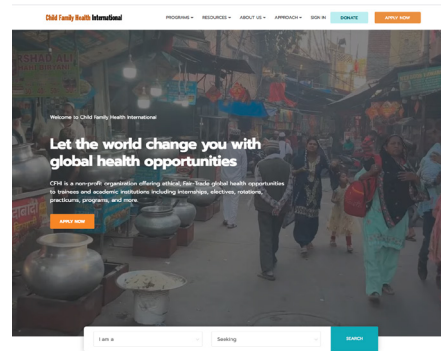 Child Family Health International
PROGRAMS RESOURCES ABOUT US APPROACH SIGN IN DONATE APPLY NOW
ARSHAD ALI
Welcome to Child Family Health International
Let the world change you with
global health opportunities
CFHI is a non-profit organization offering ethical, Fair-Trade global health opportunities
to trainees and academic institutions including internships, electives, rotations,
practicums, programs, and more.
APPLY NOW
I am a Seeking SEARCH